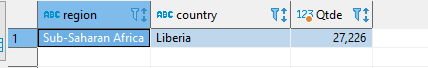 ABC region ABC country 123 Qtde
1 Sub-Saharan Africa Liberia 27,226